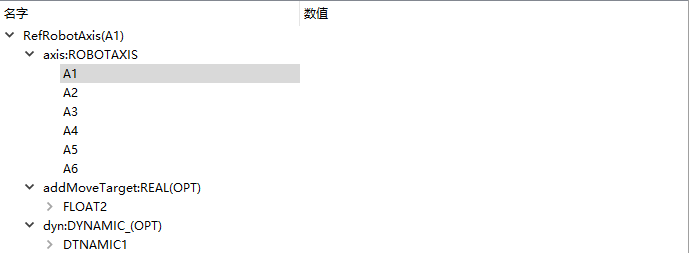 名字 数值
RefRobotAxis(A1)
axis:ROBOTAXIS
A1
A2
A3
A4
A5
A6
addMoveTarget:REAL(OPT)
FLOAT2
dyn:DYNAMIC_(OPT)
DTNAMIC1